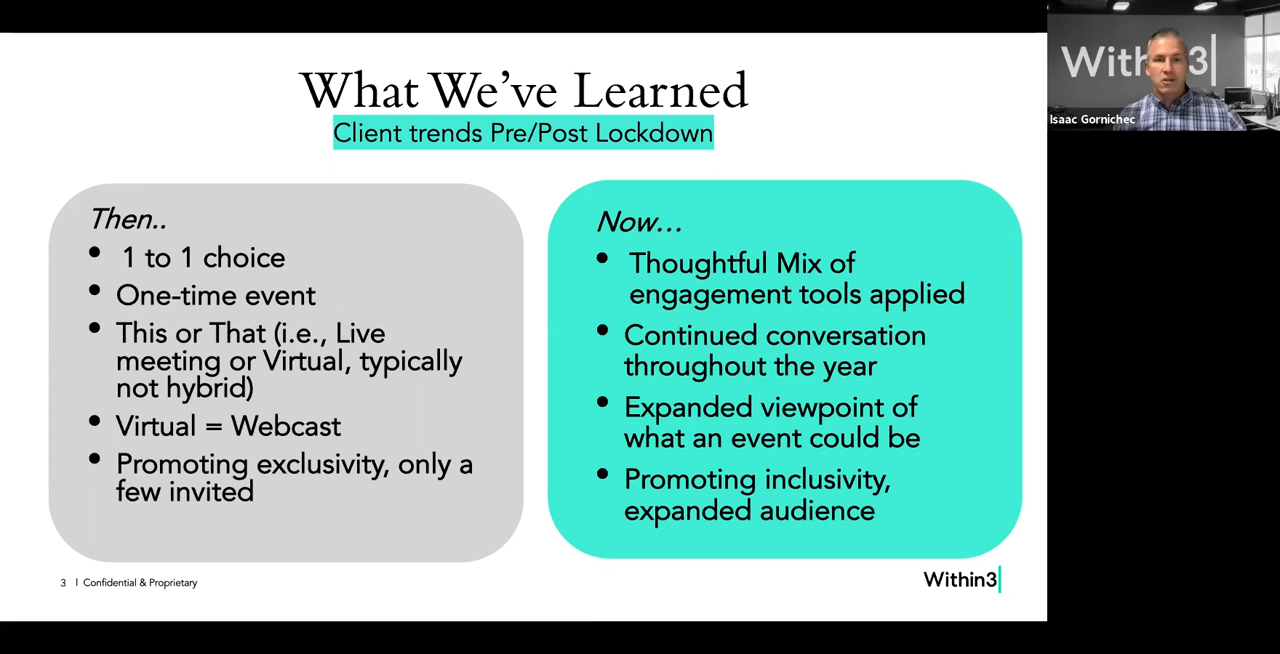 What We've Learned
Client trends Pre/Post Lockdown
Then..
• 1 to 1 choice
• One-time event
• This or That (i.e., Live
meeting or Virtual, typically
not hybrid)
• Virtual = Webcast
• Promoting exclusivity, only a
few invited
Now...
• Thoughtful Mix of
engagement tools applied
• Continued conversation
throughout the year
• Expanded viewpoint of
what an event could be
• Promoting inclusivity,
expanded audience
3 | Confidential & Proprietary
Within3
With 3
Isaac Gornichec